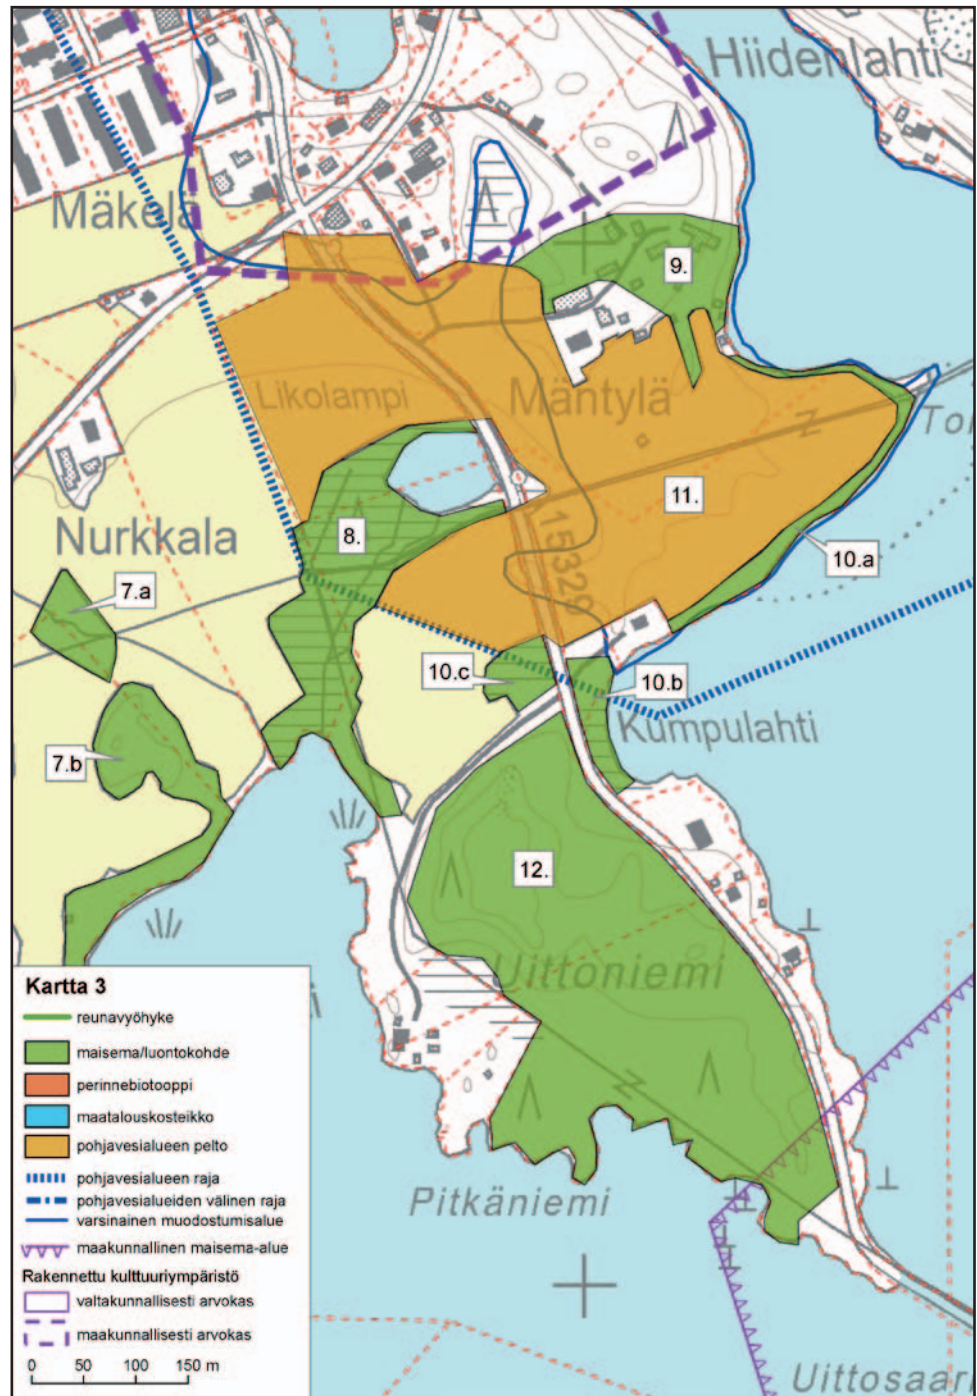 Hiidenlahti
Mäkelä
9.
Likolampi
Mäntylä
11.
Nurkkala
8.
15329
10.a
7.a
10.c
10.b
Kumpulahti
7.b
12.
Uittoniemi
Pitkäniemi
Uittosaari
Kartta 3
reunavyöhyke
maisema/luontokohde
perinnebiotooppi
maatalouskosteikko
pohjavesialueen pelto
pohjavesialueen raja
pohjavesialueiden välinen raja
varsinainen muodostumisalue
maakunnallinen maisema-alue
Rakennettu kulttuuriympäristö
valtakunnallisesti arvokas
maakunnallisesti arvokas
0 50 100 150 m